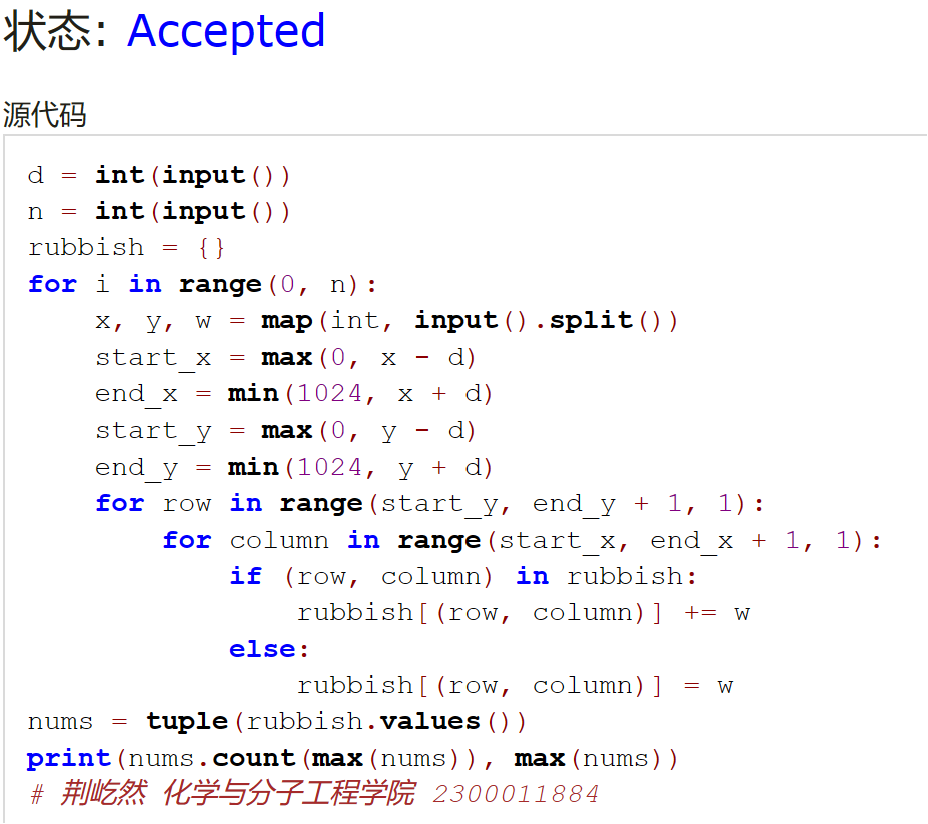 状态: Accepted
源代码
d = int(input())
n = int(input())
rubbish = {}
for i in range(0, n):
    x, y, w = map(int, input().split())
    start_x = max(0, x - d)
    end_x = min(1024, x + d)
    start_y = max(0, y - d)
    end_y = min(1024, y + d)
    for row in range(start_y, end_y + 1, 1):
        for column in range(start_x, end_x + 1, 1):
            if (row, column) in rubbish:
                rubbish[(row, column)] += w
            else:
                rubbish[(row, column)] = w
nums = tuple(rubbish.values())
print(nums.count(max(nums)), max(nums))
# 荆屹然 化学与分子工程学院 2300011884